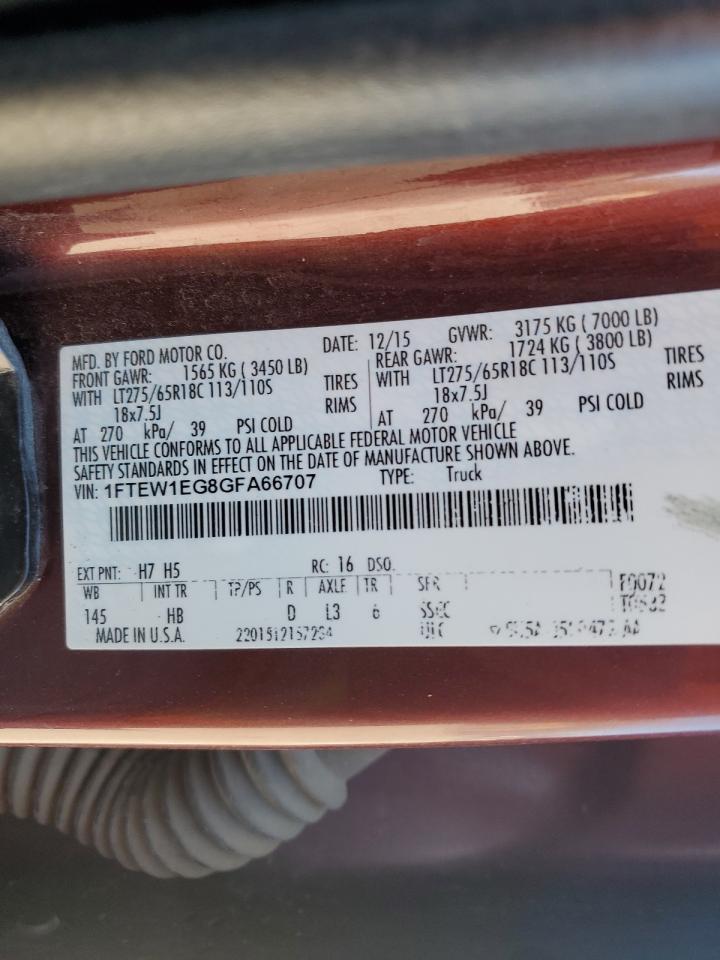 MFD. BY FORD MOTOR CO. DATE: 12/15 GVWR: 3175 KG ( 7000 LB)
FRONT GAWR: 1565 KG ( 3450 LB) REAR GAWR: 1724 KG ( 3800 LB)
WITH LT275/65R18C 113/110S TIRES WITH LT275/65R18C 113/110S TIRES
18x7.5J RIMS 18x7.5J RIMS
AT 270 kPa/ 39 PSI COLD AT 270 kPa/ 39 PSI COLD
THIS VEHICLE CONFORMS TO ALL APPLICABLE FEDERAL MOTOR VEHICLE
SAFETY STANDARDS IN EFFECT ON THE DATE OF MANUFACTURE SHOWN ABOVE.
VIN: 1FTEW1EG8GFA66707 TYPE: Truck
EXT PNT: H7 H5 RC: 16 DSO:
WB INT TR TP/PS R AXLE TR SPR
145 HB D L3 6
MADE IN U.S.A.